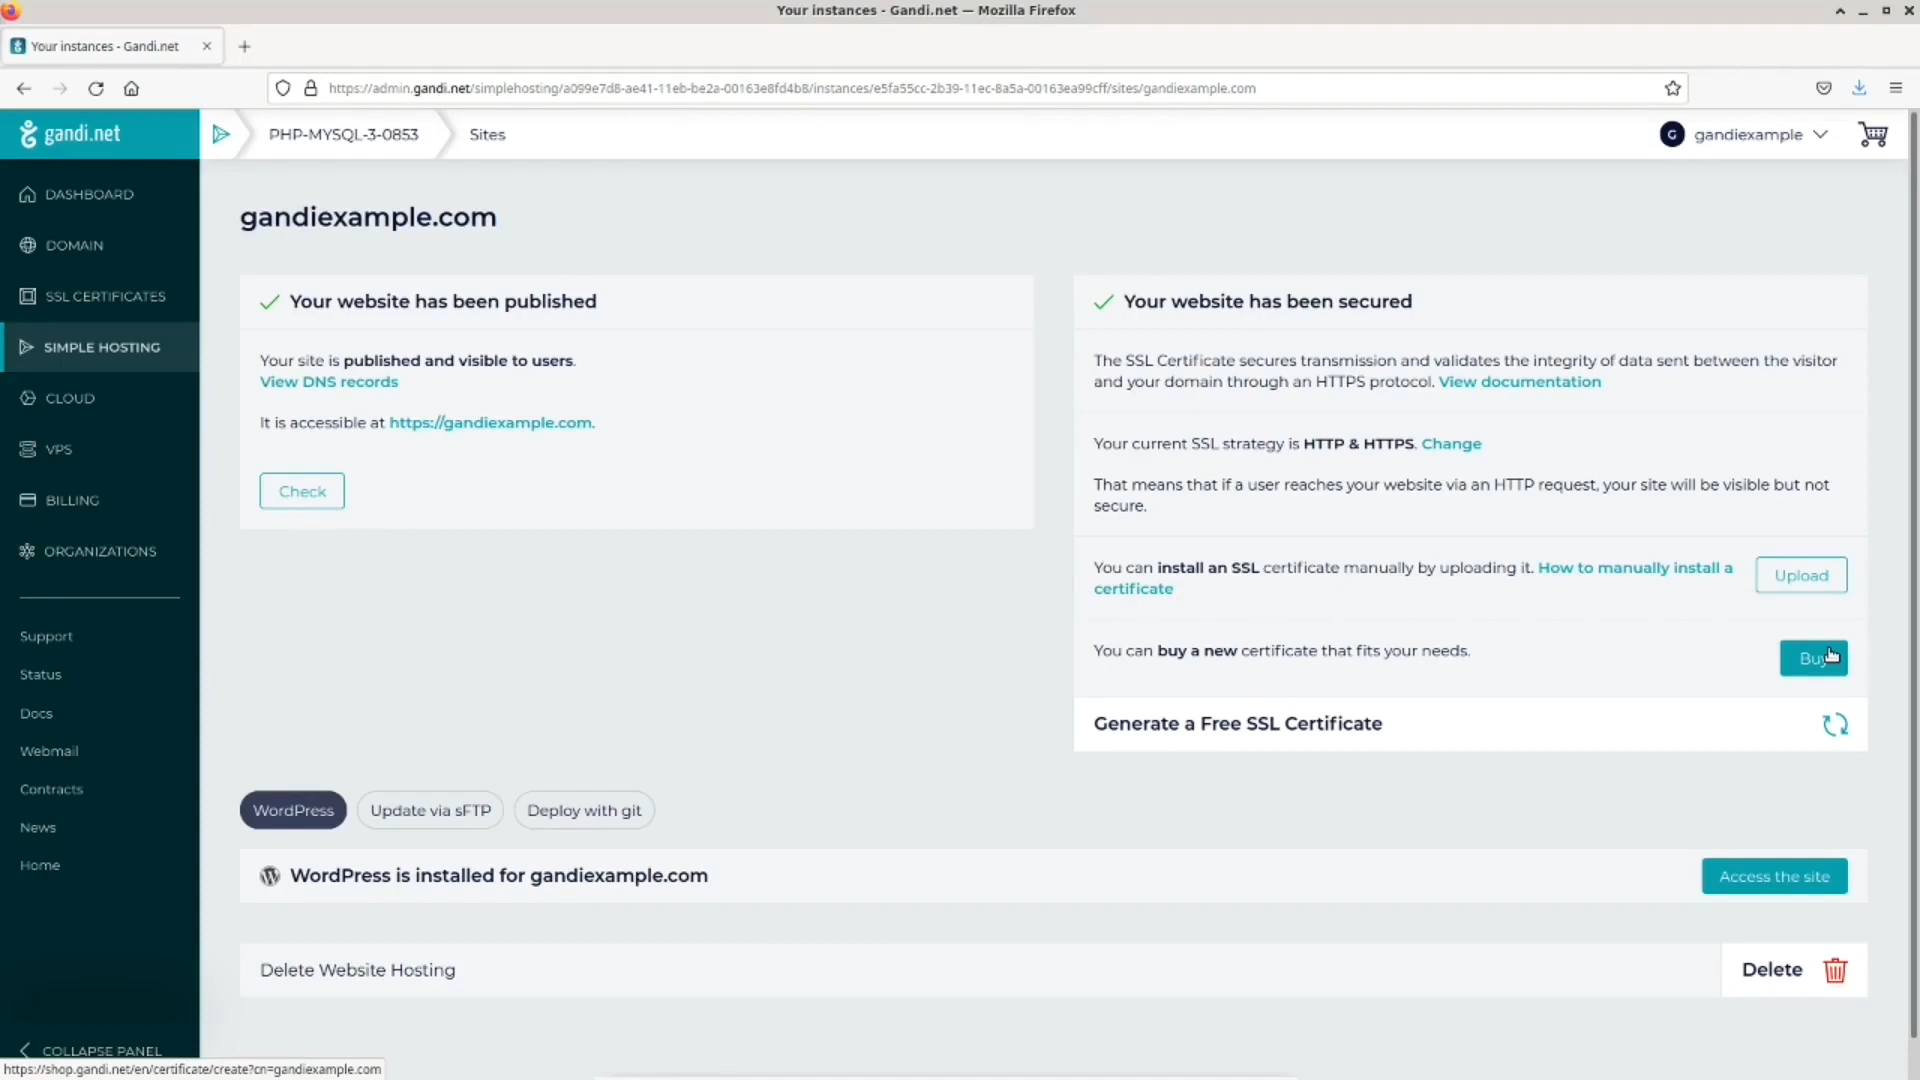 Your instances - Gandi.net — Mozilla Firefox
Your instances - Gandi.net
https://admin.gandi.net/simplehosting/a099e7d8-ae41-11eb-be2a-00163e8fd4b8/instances/e5fa55cc-2b39-11ec-8a5a-00163ea99cff/sites/gandiexample.com
gandi.net
PHP-MYSQL-3-0853
Sites
G
gandiexample
DASHBOARD
DOMAIN
SSL CERTIFICATES
SIMPLE HOSTING
CLOUD
VPS
BILLING
ORGANIZATIONS
Support
Status
Docs
Webmail
Contracts
News
Home
COLLAPSE PANEL
gandiexample.com
Your website has been published
Your site is published and visible to users.
View DNS records
It is accessible at https://gandiexample.com.
Check
Your website has been secured
The SSL Certificate secures transmission and validates the integrity of data sent between the visitor
and your domain through an HTTPS protocol. View documentation
Your current SSL strategy is HTTP & HTTPS. Change
That means that if a user reaches your website via an HTTP request, your site will be visible but not
secure.
You can install an SSL certificate manually by uploading it. How to manually install a
certificate
Upload
You can buy a new certificate that fits your needs.
Buy
Generate a Free SSL Certificate
WordPress
Update via sFTP
Deploy with git
WordPress is installed for gandiexample.com
Access the site
Delete Website Hosting
Delete
https://shop.gandi.net/en/certificate/create?cn=gandiexample.com